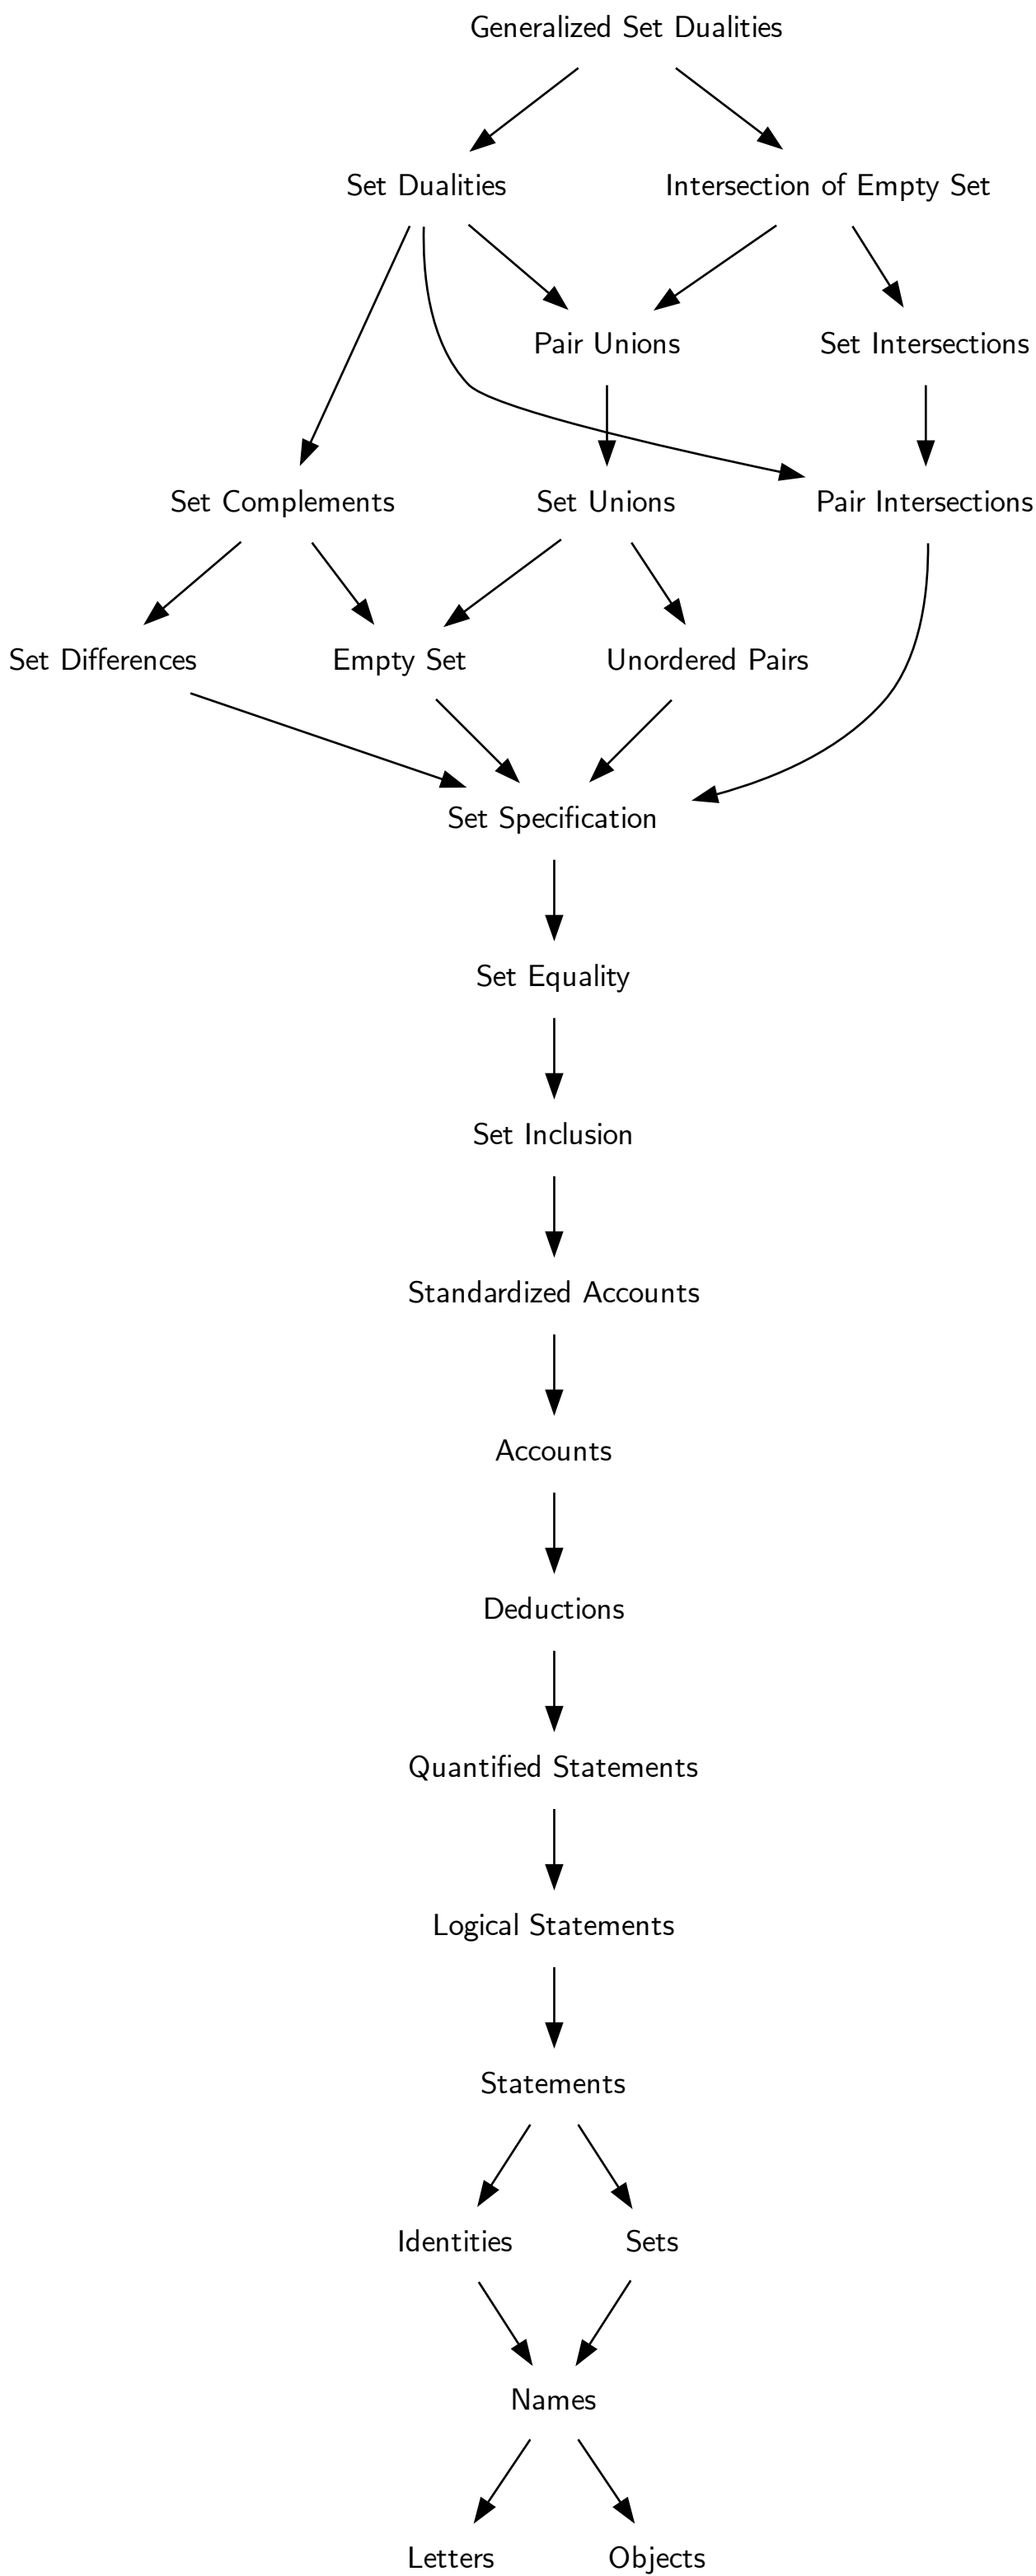 Generalized Set Dualities
Set Dualities
Intersection of Empty Set
Pair Unions
Set Intersections
Set Complements
Set Unions
Pair Intersections
Set Differences
Empty Set
Unordered Pairs
Set Specification
Set Equality
Set Inclusion
Standardized Accounts
Accounts
Deductions
Quantified Statements
Logical Statements
Statements
Identities
Sets
Names
Letters
Objects